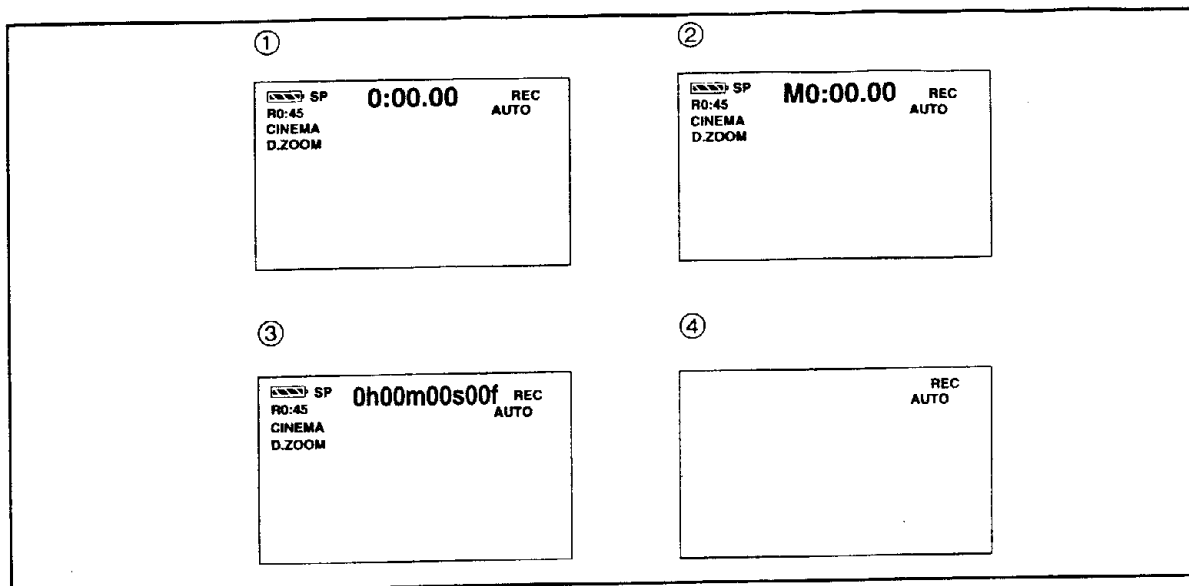 ①
SP 0:00.00 REC
R0:45 AUTO
CINEMA
D.ZOOM
②
SP M0:00.00 REC
R0:45 AUTO
CINEMA
D.ZOOM
③
SP 0h00m00s00f REC
R0:45 AUTO
CINEMA
D.ZOOM
④
REC
AUTO